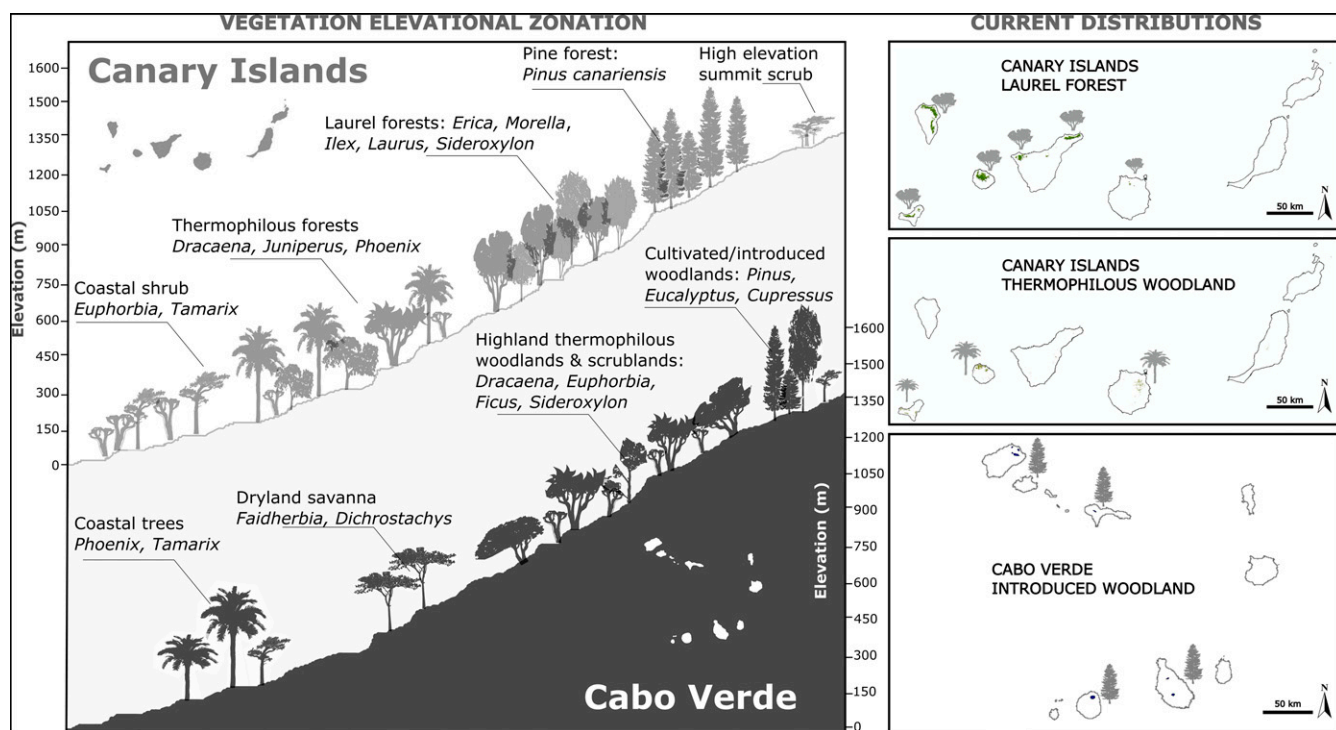 VEGETATION ELEVATIONAL ZONATION
Canary Islands
Elevation (m)
1600
1500
1350
1200
1050
900
750
600
450
300
150
0
Pine forest:
Pinus canariensis
High elevation
summit scrub
Laurel forests: Erica, Morella,
Ilex, Laurus, Sideroxylon
Thermophilous forests
Dracaena, Juniperus, Phoenix
Coastal shrub
Euphorbia, Tamarix
Cultivated/introduced
woodlands: Pinus,
Eucalyptus, Cupressus
Highland thermophilous
woodlands & scrublands:
Dracaena, Euphorbia,
Ficus, Sideroxylon
Dryland savanna
Faidherbia, Dichrostachys
Coastal trees
Phoenix, Tamarix
Elevation (m)
1600
1500
1350
1200
1050
900
750
600
450
300
150
0
Cabo Verde
CURRENT DISTRIBUTIONS
CANARY ISLANDS
LAUREL FOREST
N
50 km
CANARY ISLANDS
THERMOPHILOUS WOODLAND
N
50 km
CABO VERDE
INTRODUCED WOODLAND
N
50 km